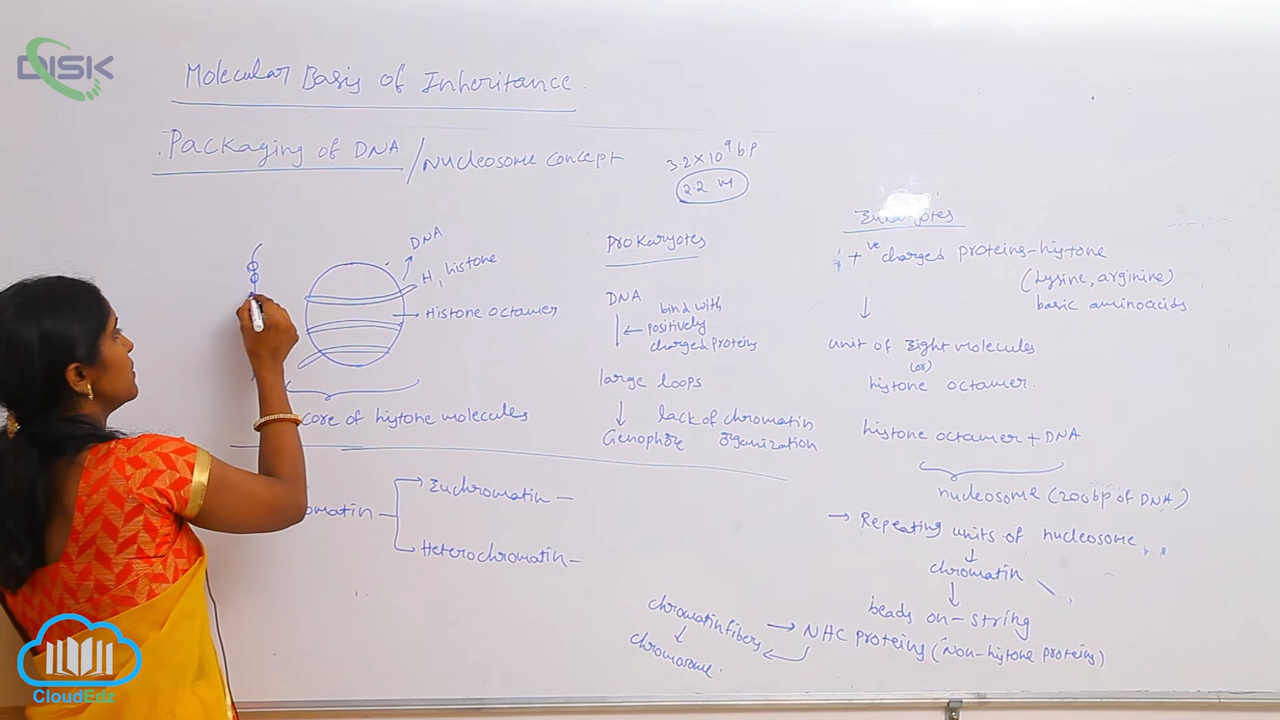 DISK
Molecular Basis of Inheritance.
Packaging of DNA/Nucleosome concept
3.2 × 10⁹ b.p
2.2 m
DNA
H₁ histone
Histone octamer
core of histone molecules
omatin
Euchromatin –
Heterochromatin –
Prokaryotes
DNA
bind with
positively
charged proteins
large loops
lack of chromatin
Genophore organization
Eukaryotes
+ve charged proteins-histone
(Lysine, arginine)
basic aminoacids
unit of Eight molecules
(or)
histone octamer.
histone octamer + DNA
nucleosome (200bp of DNA)
→ Repeating units of nucleosome
chromatin
beads on-string
→ NHC proteins (Non-histone proteins)
chromatin fibers
chromosome.
CloudEdz